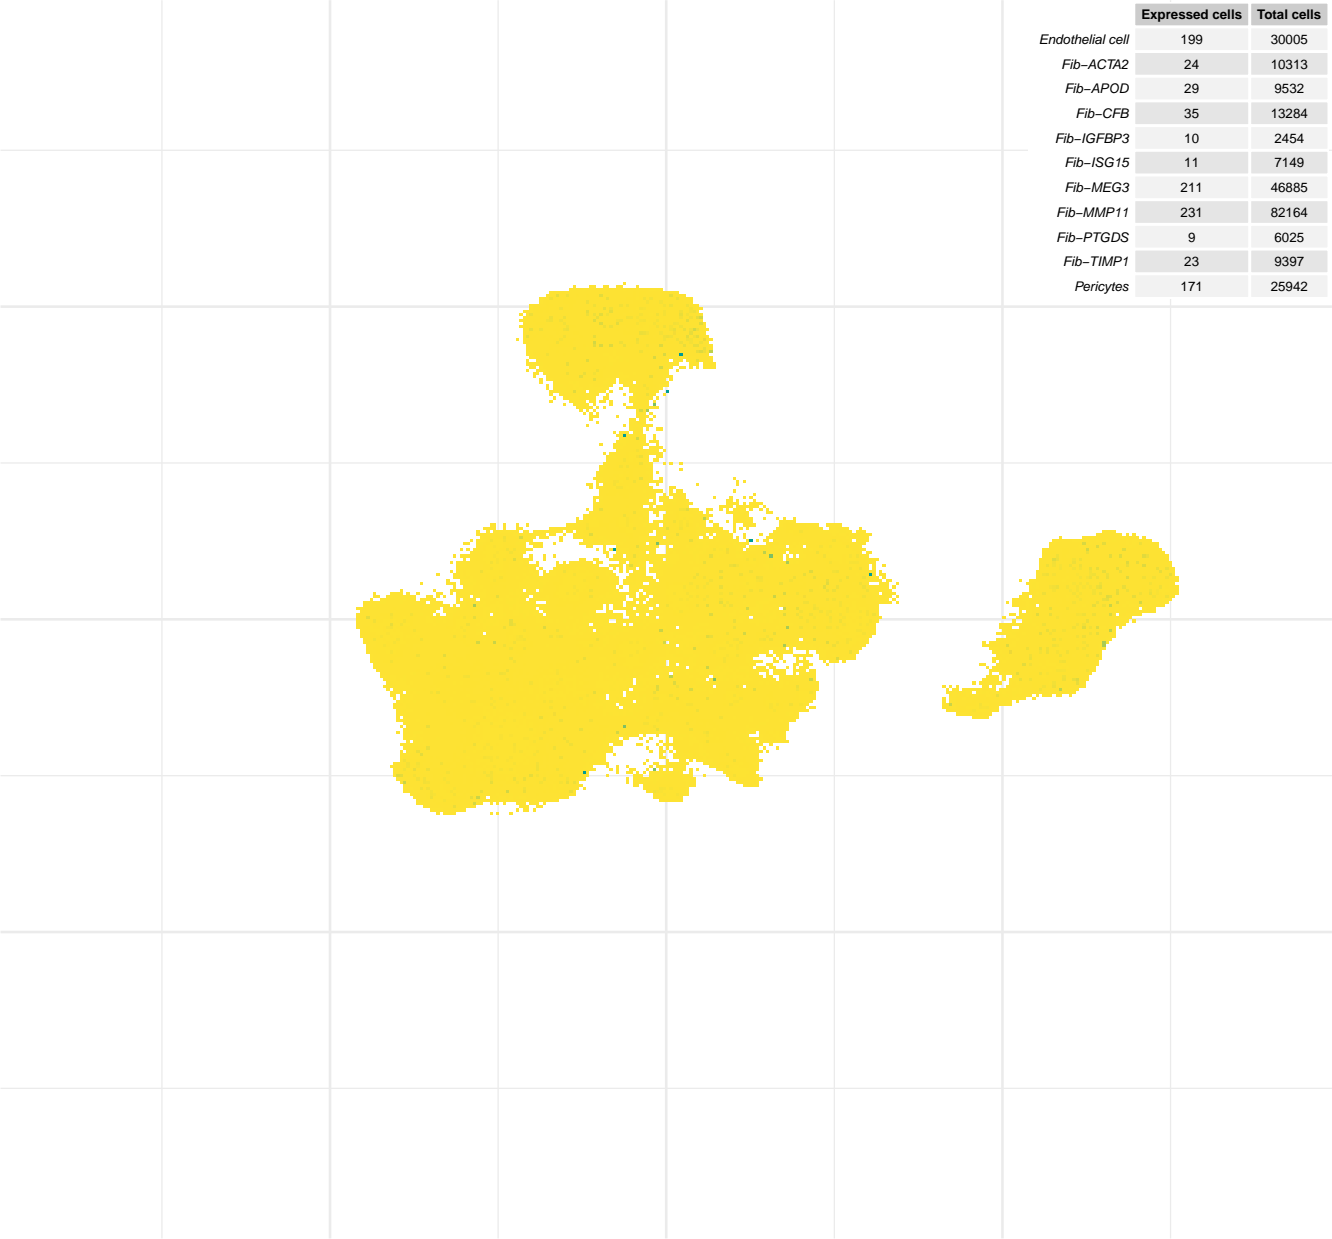 Expressed cells Total cells
Endothelial cell 199 30005
Fib−ACTA2 24 10313
Fib−APOD 29 9532
Fib−CFB 35 13284
Fib−IGFBP3 10 2454
Fib−ISG15 11 7149
Fib−MEG3 211 46885
Fib−MMP11 231 82164
Fib−PTGDS 9 6025
Fib−TIMP1 23 9397
Pericytes 171 25942